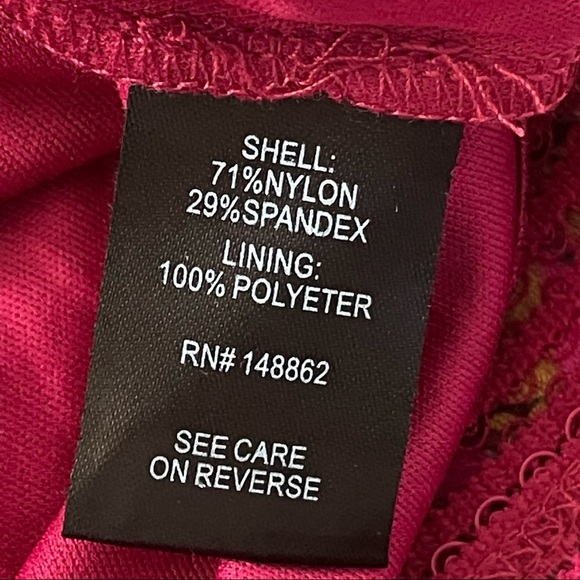 SHELL:
71%NYLON
29%SPANDEX
LINING:
100% POLYETER
RN# 148862
SEE CARE
ON REVERSE